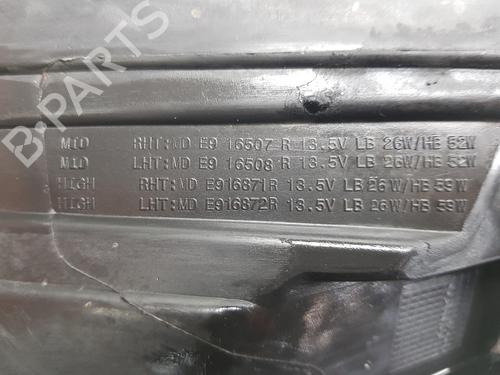 B-PARTS
MID RHT:MD E9 16507 R 13.5V LB 26W/HB 52W
MID LHT:MD E9 16508 R 13.5V LB 26W/HB 52W
HIGH RHT:MD E916871R 13.5V LB 26W/HB 59W
HIGH LHT:MD E916872R 13.5V LB 26W/HB 59W